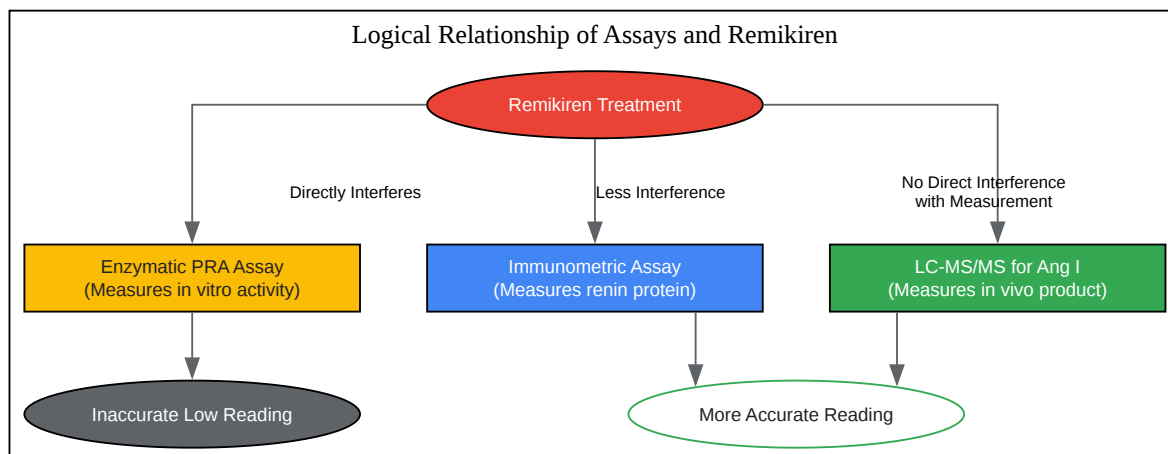 Logical Relationship of Assays and Remikiren
Remikiren Treatment
Directly Interferes
Less Interference
No Direct Interference
with Measurement
Enzymatic PRA Assay
(Measures in vitro activity)
Immunometric Assay
(Measures renin protein)
LC-MS/MS for Ang I
(Measures in vivo product)
Inaccurate Low Reading
More Accurate Reading